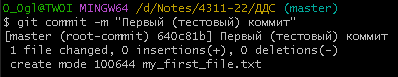 O_Ogl@TWOI MINGW64 /d/Notes/4311-22/ДДС (master)
$ git commit -m "Первый (тестовый) коммит"
[master (root-commit) 640c81b] Первый (тестовый) коммит
1 file changed, 0 insertions(+), 0 deletions(-)
create mode 100644 my_first_file.txt